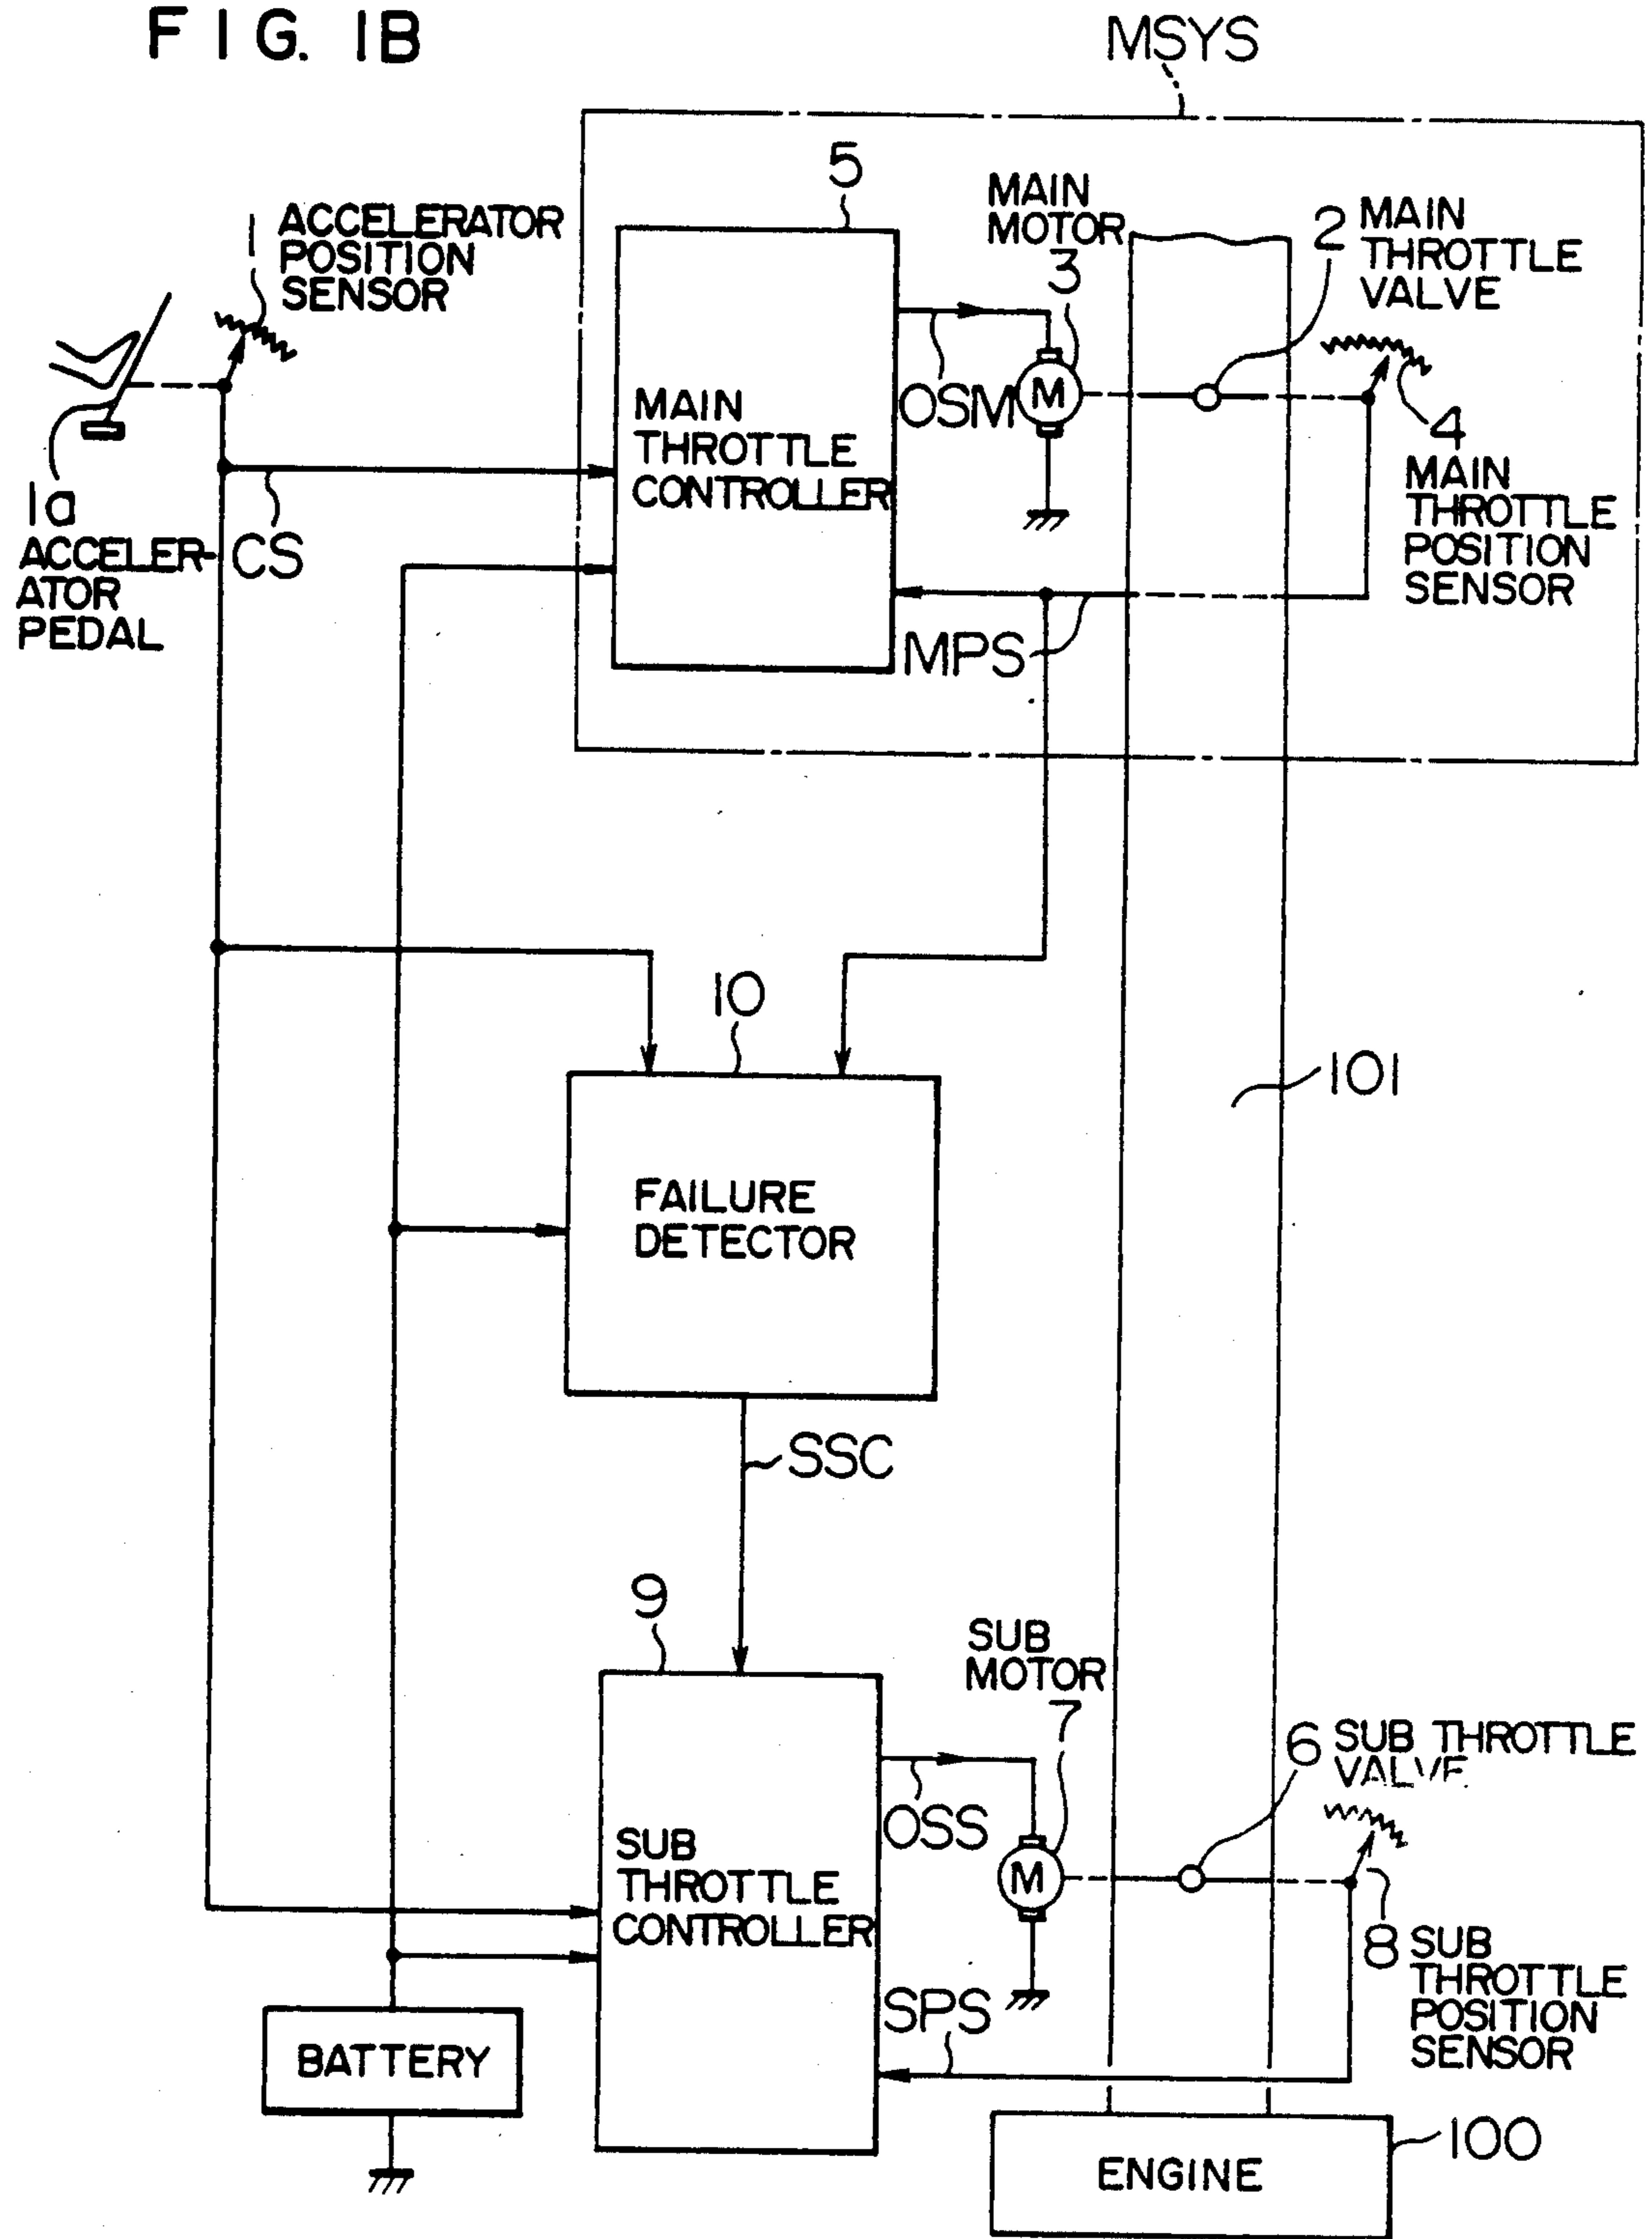 FIG. 1B
MSYS
5
MAIN
MOTOR
3
2 MAIN
THROTTLE
VALVE
1 ACCELERATOR
POSITION
SENSOR
MAIN
THROTTLE
CONTROLLER
OSM
M
4
MAIN
THROTTLE
POSITION
SENSOR
1a
ACCELER-
ATOR
PEDAL
CS
MPS
10
101
FAILURE
DETECTOR
SSC
9
SUB
MOTOR
7
6 SUB THROTTLE
VALVE
OSS
SUB
THROTTLE
CONTROLLER
M
8 SUB
THROTTLE
POSITION
SENSOR
SPS
BATTERY
100
ENGINE